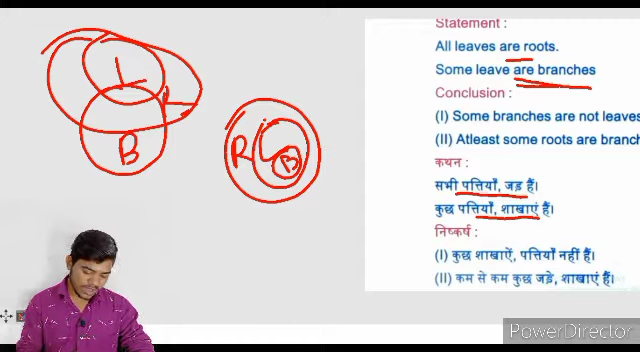 Statement :
All leaves are roots.
Some leave are branches
Conclusion :
(I) Some branches are not leaves
(II) Atleast some roots are branch
कथन :
सभी पत्तियाँ, जड़ हैं।
कुछ पत्तियाँ, शाखाएं हैं।
निष्कर्ष :
(I) कुछ शाखाऐं, पत्तियाँ नहीं हैं।
(II) कम से कम कुछ जड़े, शाखाएं हैं।
L
B
R
B
PowerDirector